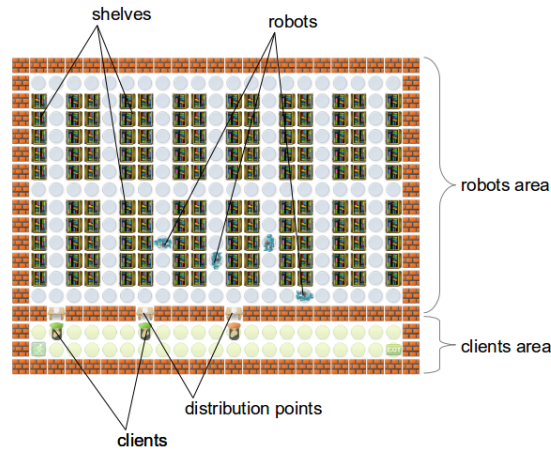 shelves
robots
robots area
clients area
distribution points
clients